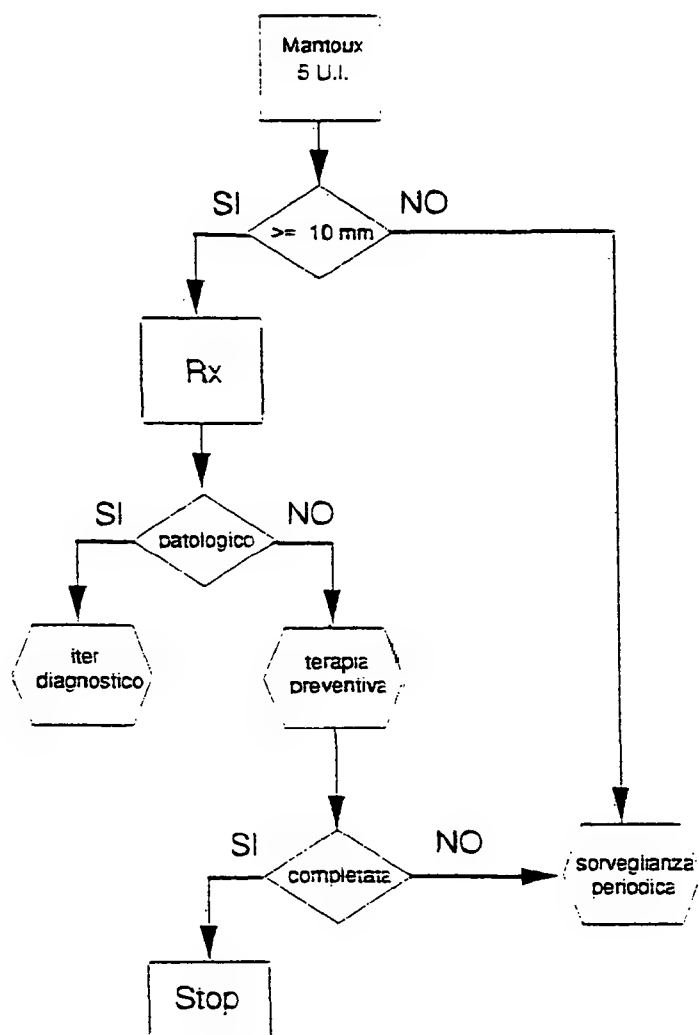 Mantoux
5 U.I.
SI
NO
>= 10 mm
Rx
SI
NO
patologico
iter
diagnostico
terapia
preventiva
SI
NO
completata
sorveglianza
periodica
Stop